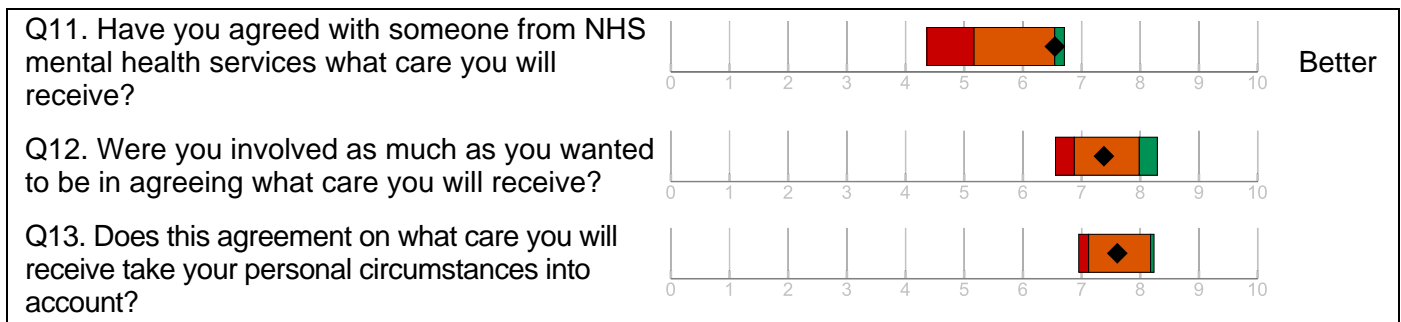 Q11. Have you agreed with someone from NHS
mental health services what care you will
receive?
Better
0 1 2 3 4 5 6 7 8 9 10
Q12. Were you involved as much as you wanted
to be in agreeing what care you will receive?
0 1 2 3 4 5 6 7 8 9 10
Q13. Does this agreement on what care you will
receive take your personal circumstances into
account?
0 1 2 3 4 5 6 7 8 9 10